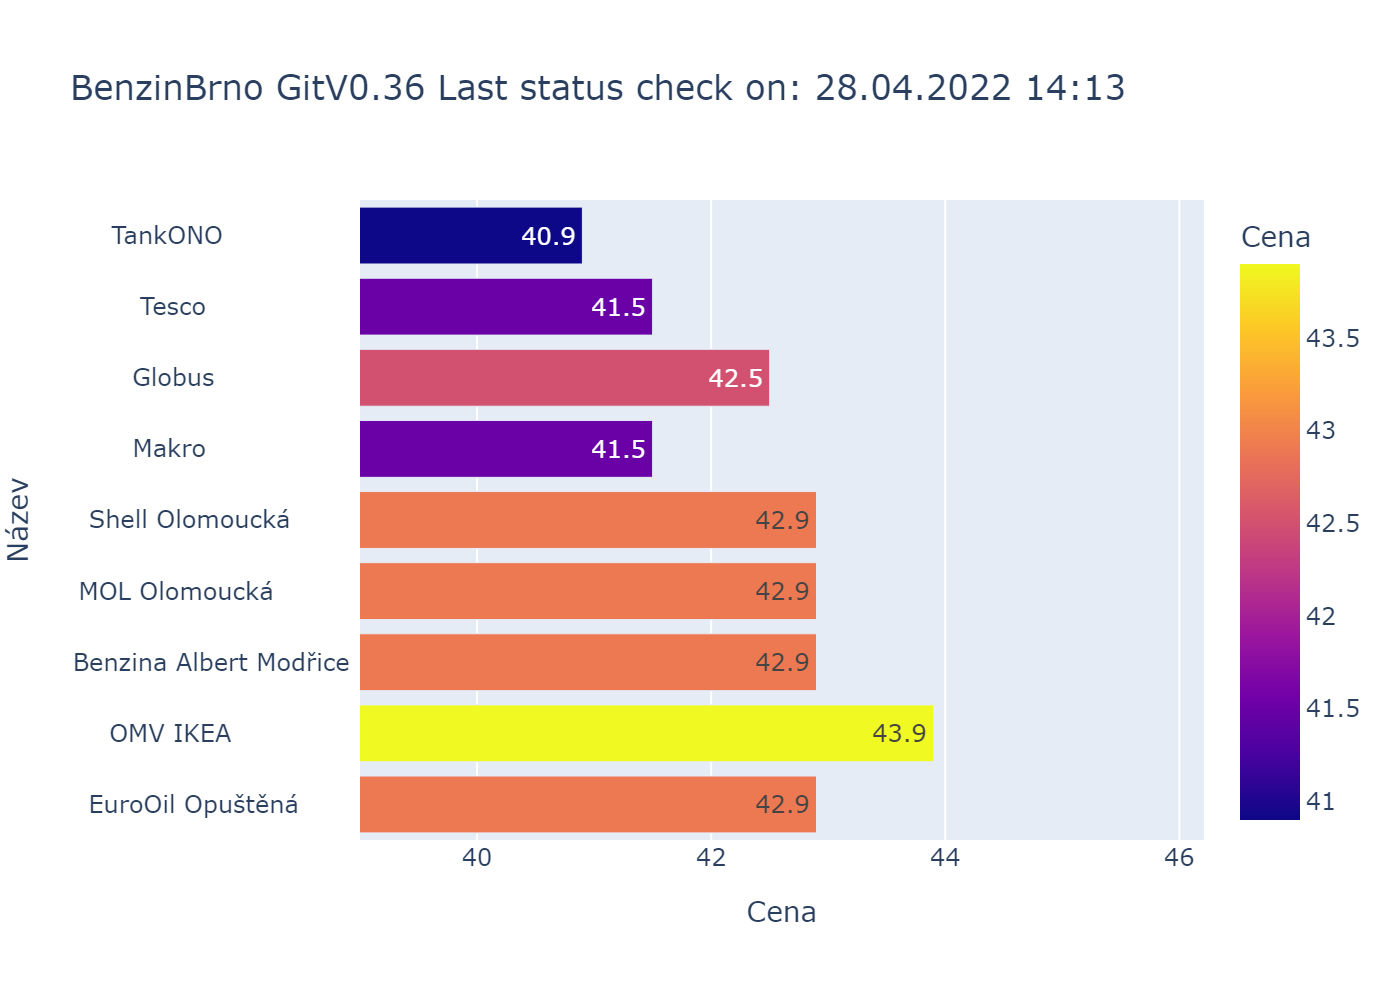 BenzinBrno GitV0.36 Last status check on: 28.04.2022 14:13
Název
TankONO
40.9
Tesco
41.5
Globus
42.5
Makro
41.5
Shell Olomoucká
42.9
MOL Olomoucká
42.9
Benzina Albert Modřice
42.9
OMV IKEA
43.9
EuroOil Opuštěná
42.9
40
42
44
46
Cena
Cena
43.5
43
42.5
42
41.5
41